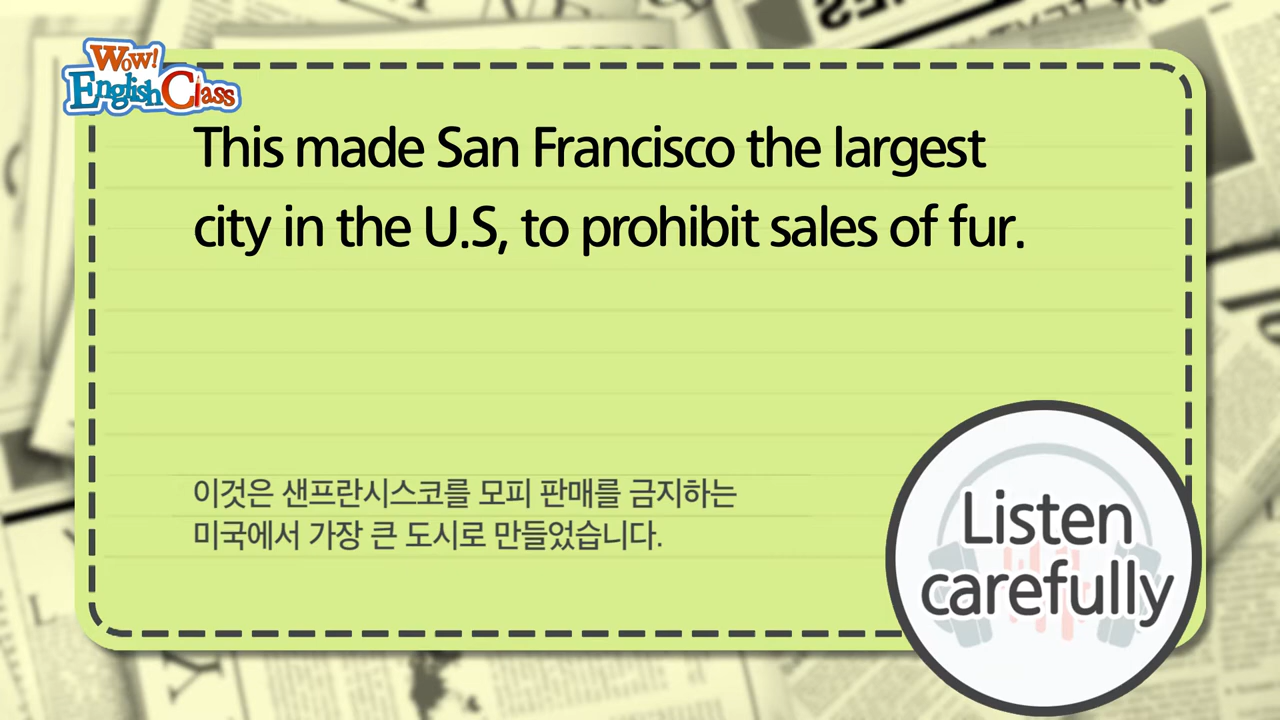 Wow!
English Class
This made San Francisco the largest
city in the U.S, to prohibit sales of fur.
이것은 샌프란시스코를 모피 판매를 금지하는
미국에서 가장 큰 도시로 만들었습니다.
Listen
carefully